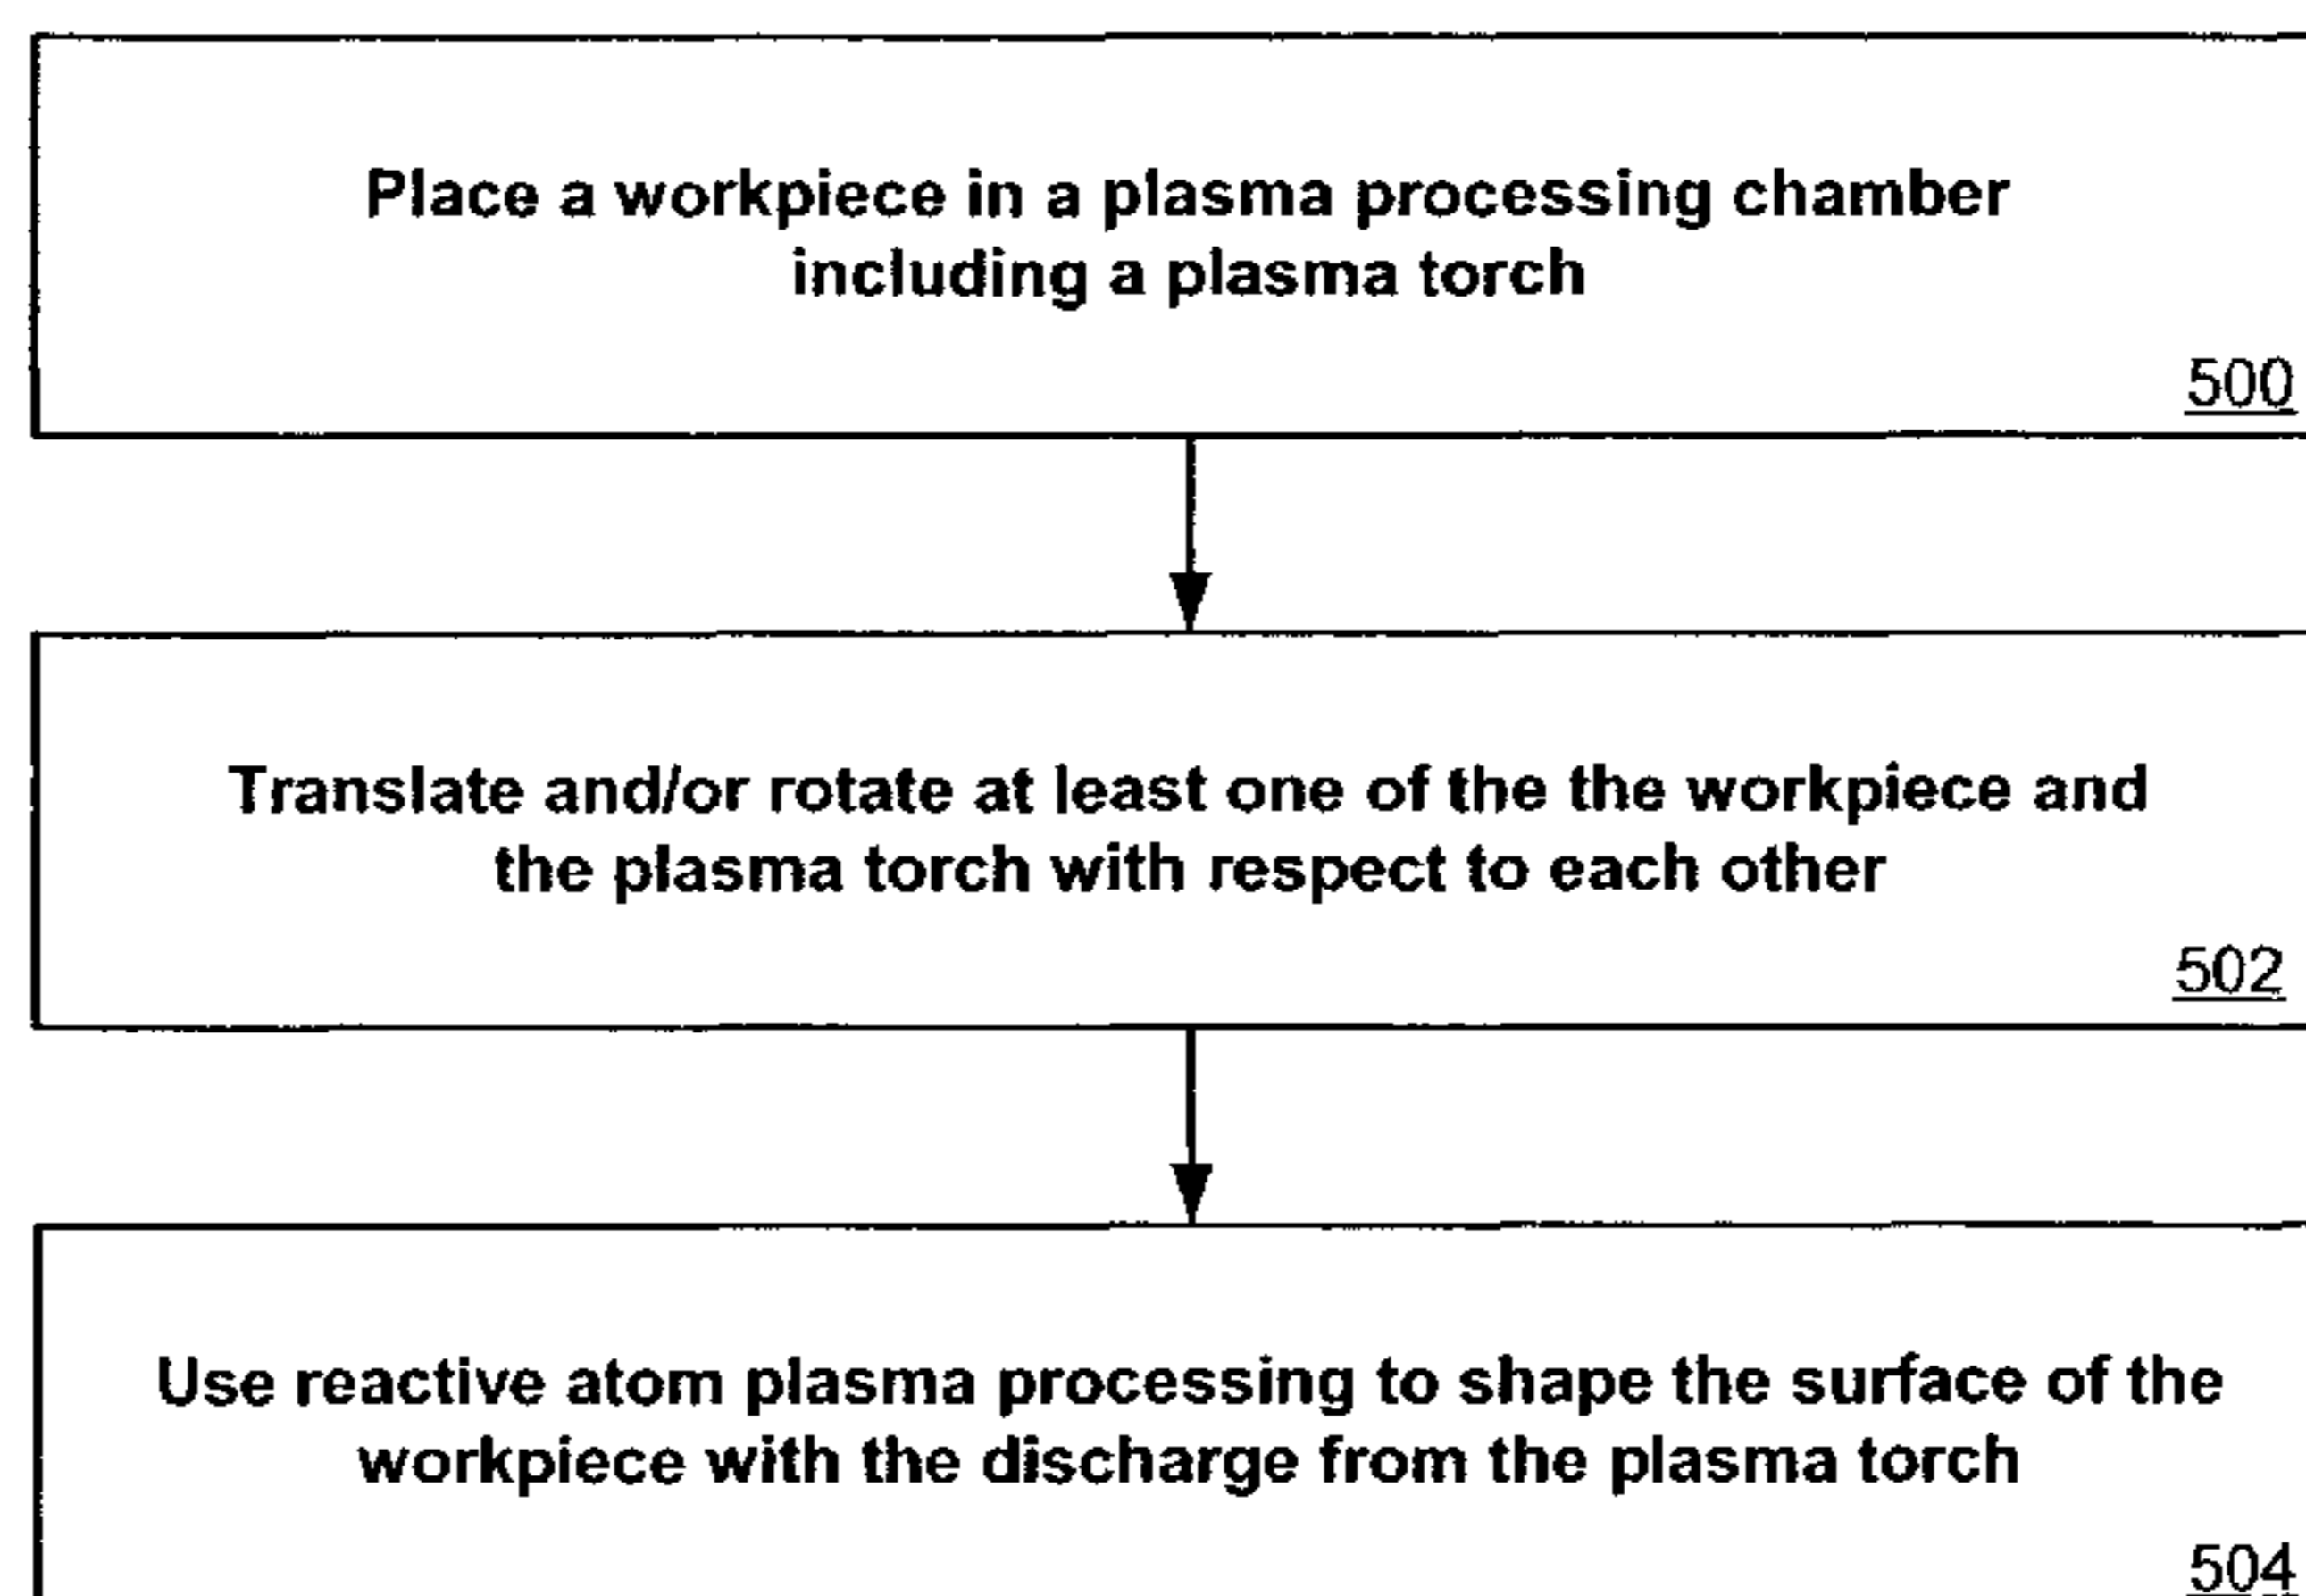 Place a workpiece in a plasma processing chamber
including a plasma torch
500
Translate and/or rotate at least one of the the workpiece and
the plasma torch with respect to each other
502
Use reactive atom plasma processing to shape the surface of the
workpiece with the discharge from the plasma torch
504